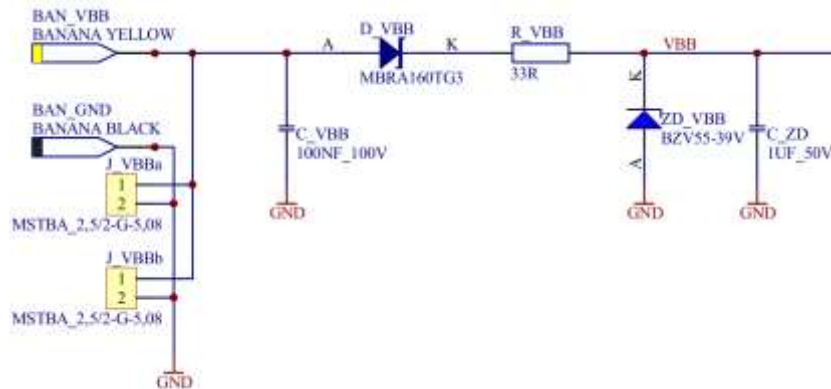 BAN_VBB
BANANA YELLOW
D_VBB
A
K
MBRA160TG3
R_VBB
33R
VBB
BAN_GND
BANANA BLACK
C_VBB
100NF_100V
GND
K
ZD_VBB
BZV55-39V
A
GND
C_ZD
1UF_50V
GND
J_VBBa
1
2
MSTBA_2,5/2-G-5,08
J_VBBb
1
2
MSTBA_2,5/2-G-5,08
GND